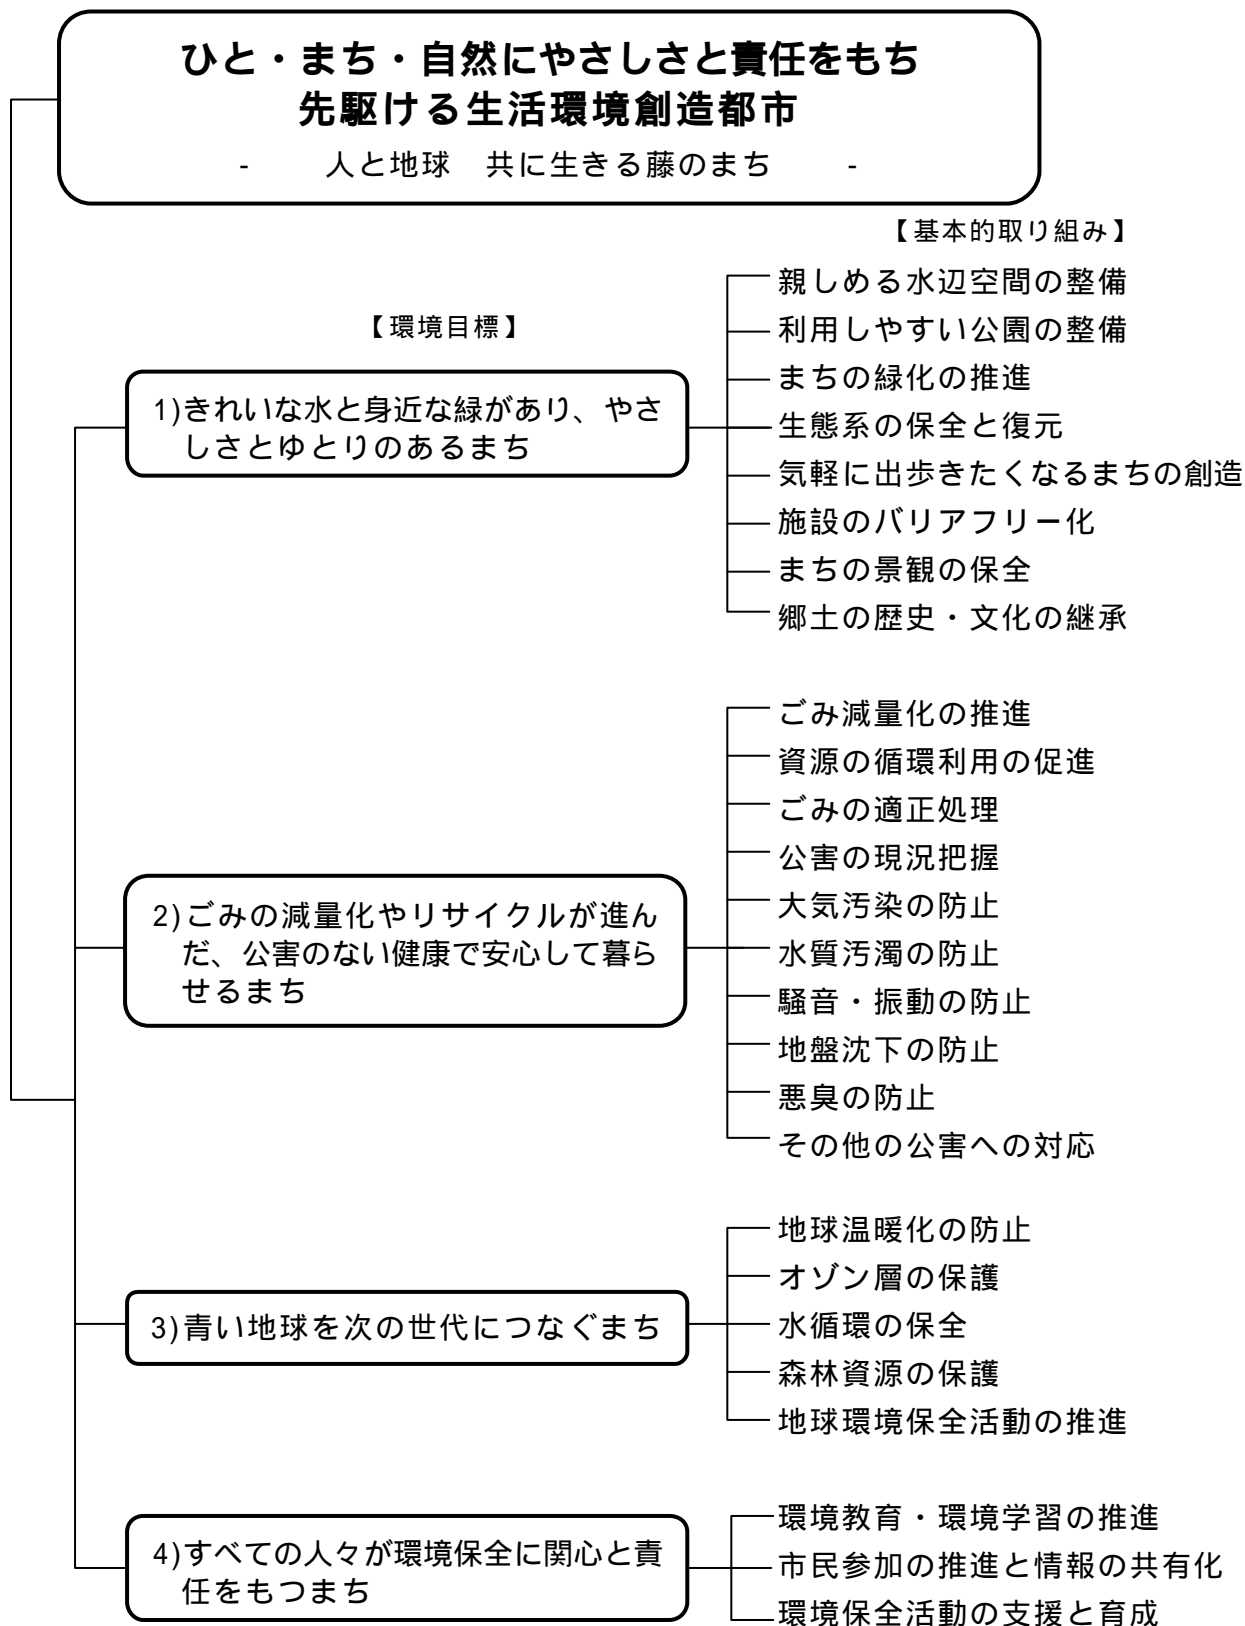 ひと・まち・自然にやさしさと責任をもち
先駆ける生活環境創造都市
-　人と地球　共に生きる藤のまち　-
【基本的取り組み】
【環境目標】
1)きれいな水と身近な緑があり、やさ
しさとゆとりのあるまち
親しめる水辺空間の整備
利用しやすい公園の整備
まちの緑化の推進
生態系の保全と復元
気軽に出歩きたくなるまちの創造
施設のバリアフリー化
まちの景観の保全
郷土の歴史・文化の継承
2)ごみの減量化やリサイクルが進ん
だ、公害のない健康で安心して暮ら
せるまち
ごみ減量化の推進
資源の循環利用の促進
ごみの適正処理
公害の現況把握
大気汚染の防止
水質汚濁の防止
騒音・振動の防止
地盤沈下の防止
悪臭の防止
その他の公害への対応
3)青い地球を次の世代につなぐまち
地球温暖化の防止
オゾン層の保護
水循環の保全
森林資源の保護
地球環境保全活動の推進
4)すべての人々が環境保全に関心と責
任をもつまち
環境教育・環境学習の推進
市民参加の推進と情報の共有化
環境保全活動の支援と育成